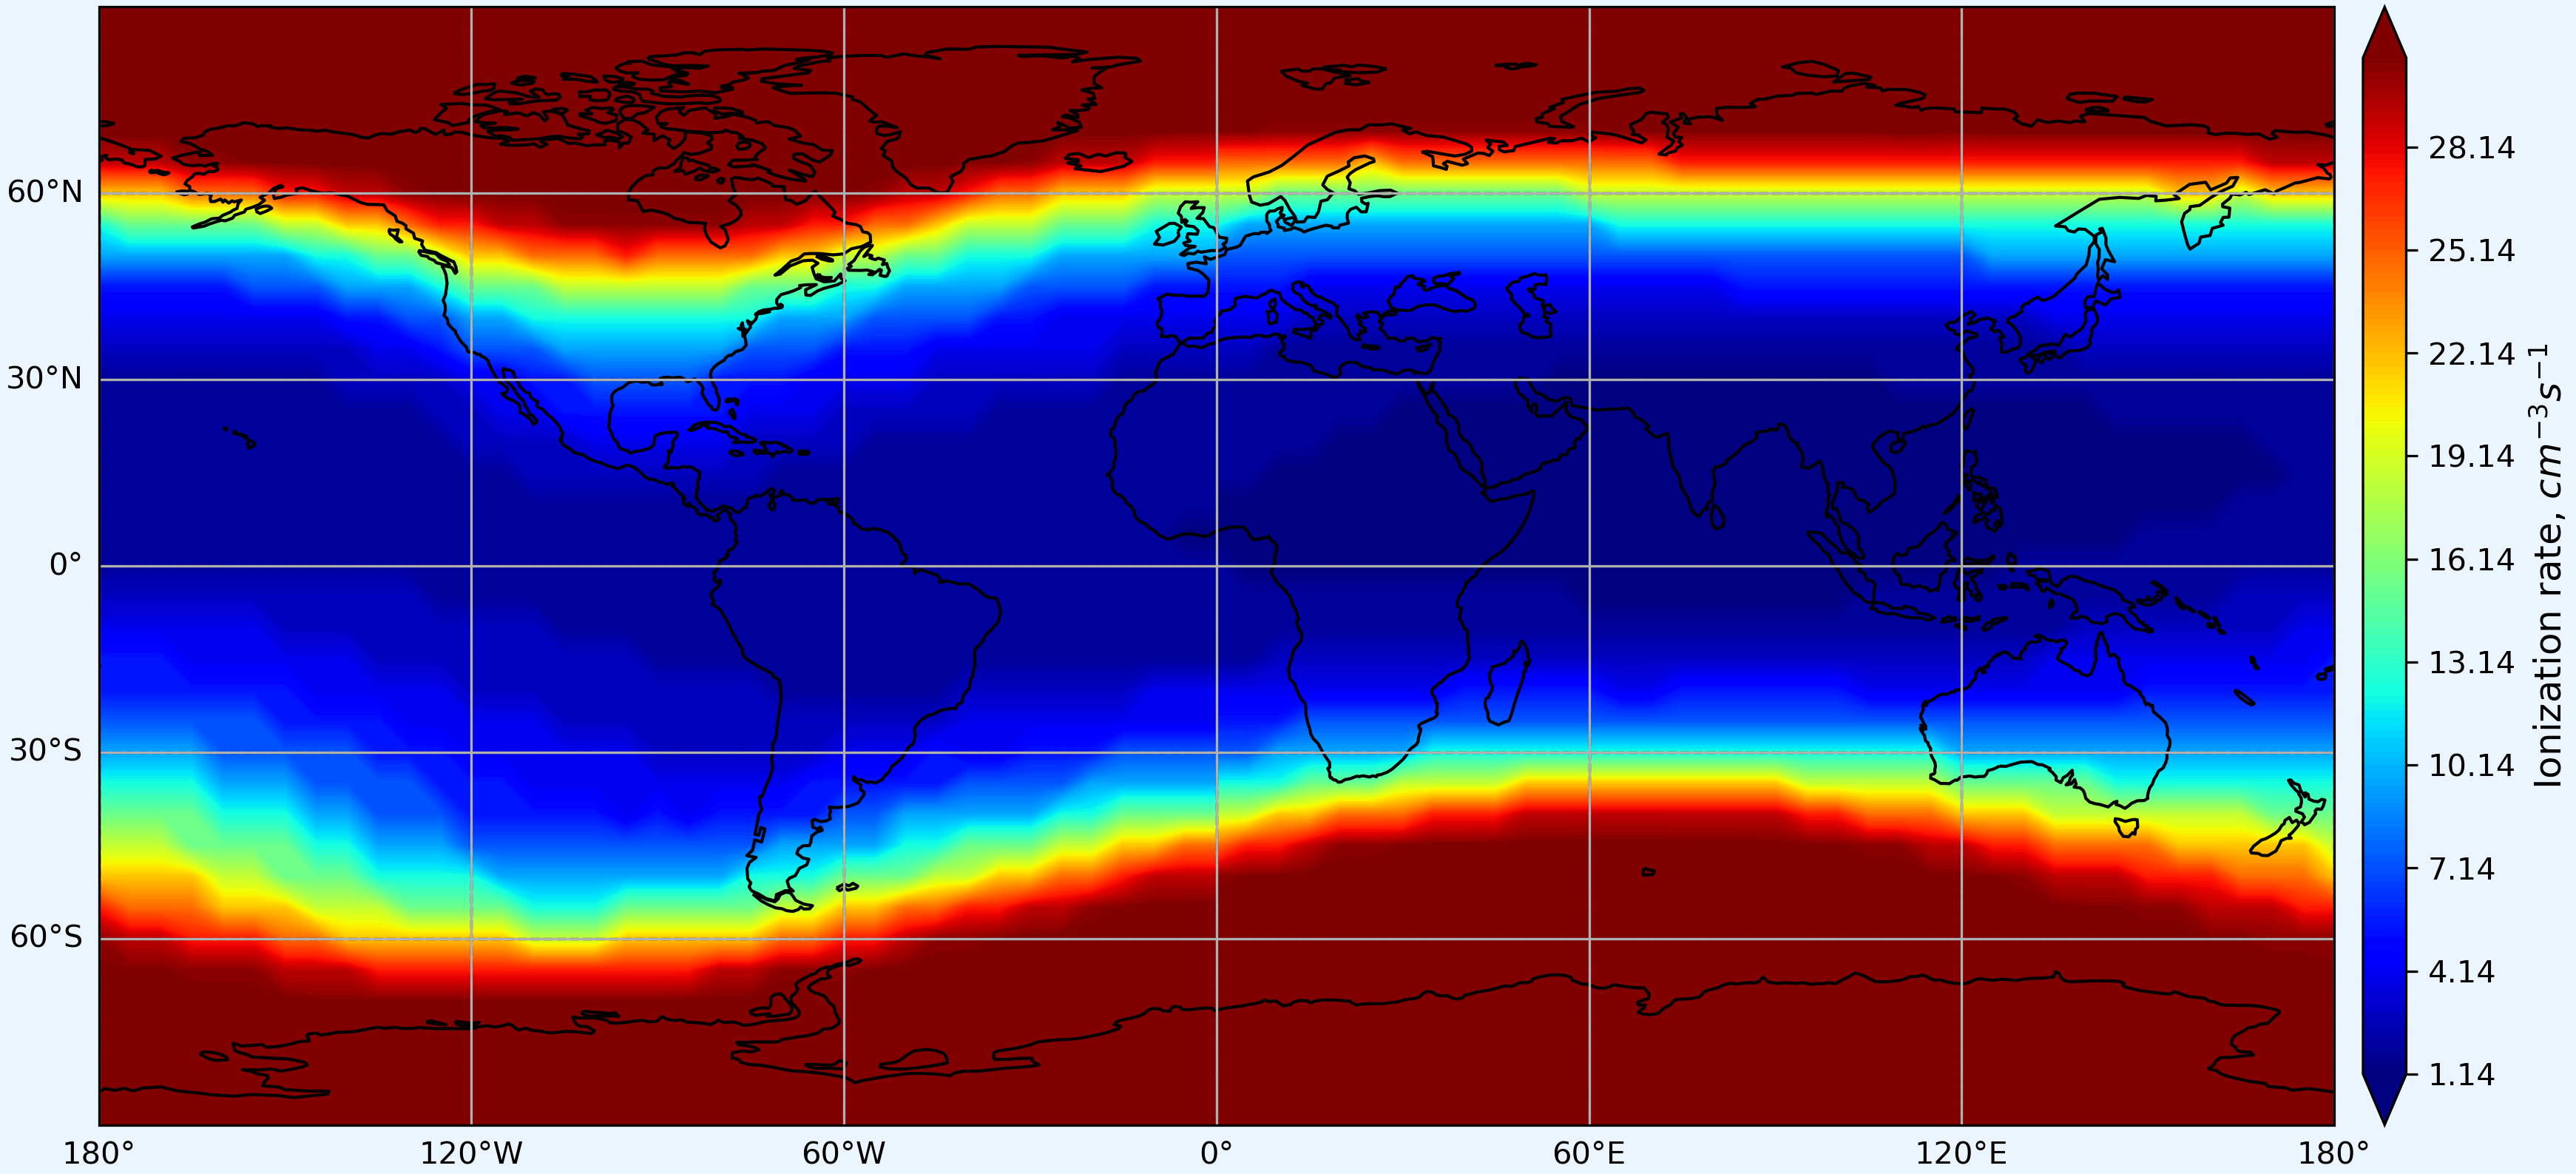 60°N
30°N
0°
30°S
60°S
180° 120°W 60°W 0° 60°E 120°E 180°
28.14
25.14
22.14
19.14
16.14
13.14
10.14
7.14
4.14
1.14
Ionization rate, cm⁻³s⁻¹